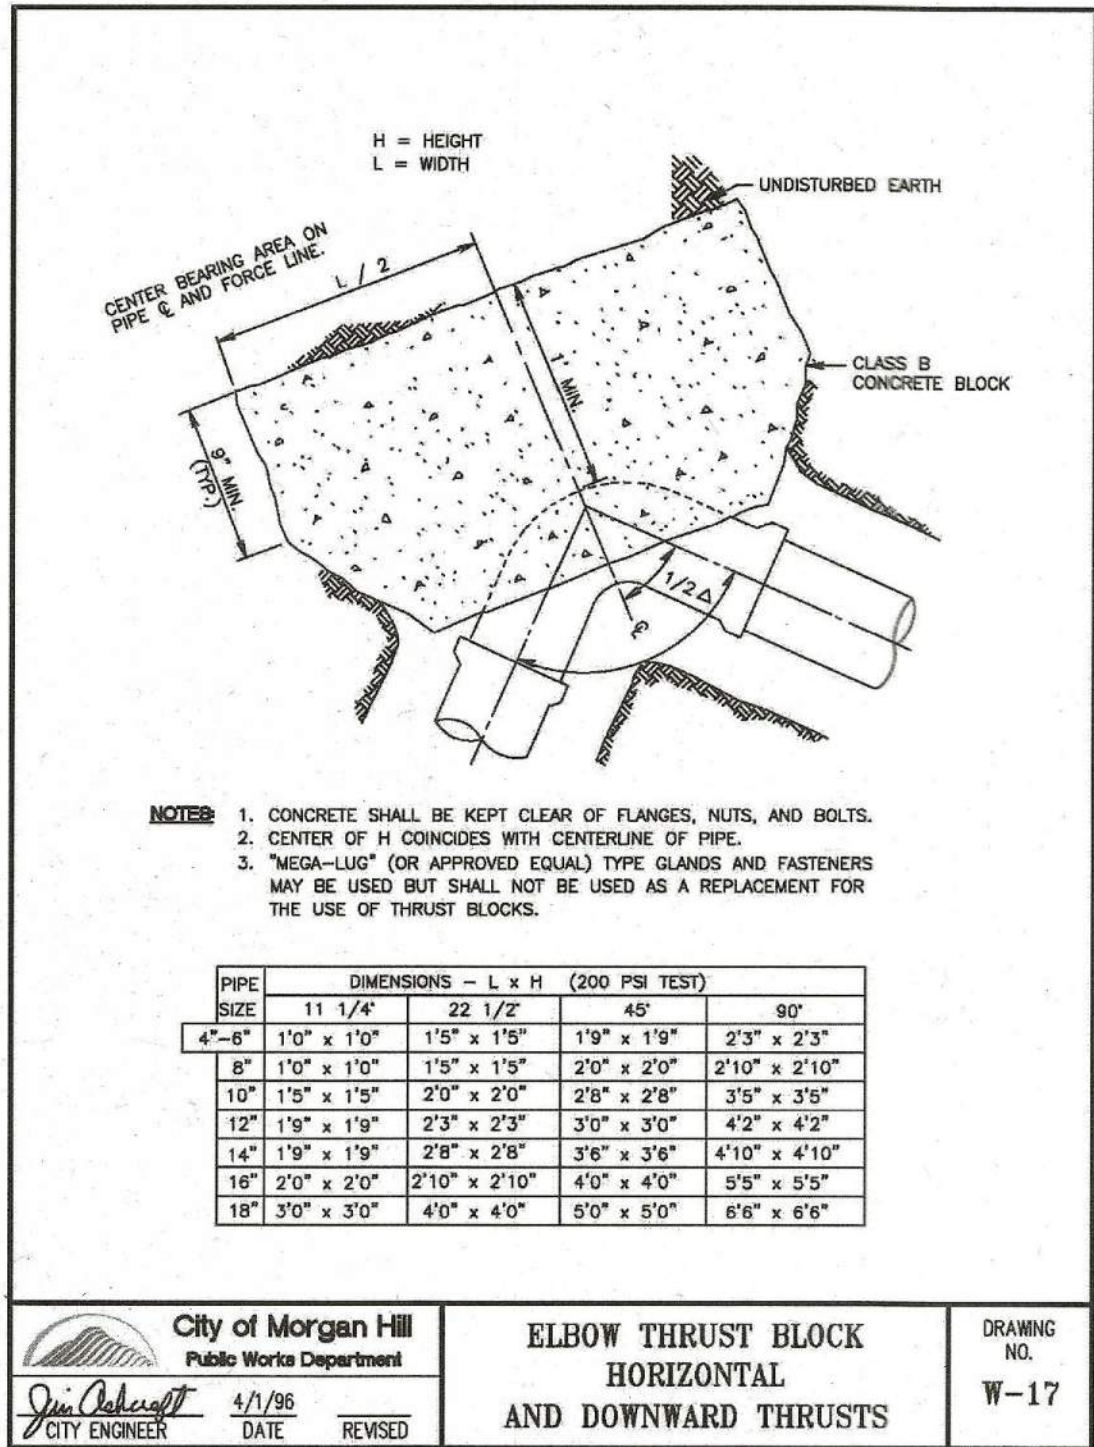 H = HEIGHT
L = WIDTH
UNDISTURBED EARTH
CENTER BEARING AREA ON
PIPE ℄ AND FORCE LINE.
L / 2
1' MIN.
CLASS B
CONCRETE BLOCK
9" MIN.
(TYP.)
1/2 Δ
℄
NOTES: 1. CONCRETE SHALL BE KEPT CLEAR OF FLANGES, NUTS, AND BOLTS.
2. CENTER OF H COINCIDES WITH CENTERLINE OF PIPE.
3. "MEGA-LUG" (OR APPROVED EQUAL) TYPE GLANDS AND FASTENERS
MAY BE USED BUT SHALL NOT BE USED AS A REPLACEMENT FOR
THE USE OF THRUST BLOCKS.
PIPE SIZE DIMENSIONS - L x H (200 PSI TEST)
11 1/4° 22 1/2° 45° 90°
4"-6" 1'0" x 1'0" 1'5" x 1'5" 1'9" x 1'9" 2'3" x 2'3"
8" 1'0" x 1'0" 1'5" x 1'5" 2'0" x 2'0" 2'10" x 2'10"
10" 1'5" x 1'5" 2'0" x 2'0" 2'8" x 2'8" 3'5" x 3'5"
12" 1'9" x 1'9" 2'3" x 2'3" 3'0" x 3'0" 4'2" x 4'2"
14" 1'9" x 1'9" 2'8" x 2'8" 3'6" x 3'6" 4'10" x 4'10"
16" 2'0" x 2'0" 2'10" x 2'10" 4'0" x 4'0" 5'5" x 5'5"
18" 3'0" x 3'0" 4'0" x 4'0" 5'0" x 5'0" 6'6" x 6'6"
City of Morgan Hill
Public Works Department
Jim Ashcraft 4/1/96
CITY ENGINEER DATE REVISED
ELBOW THRUST BLOCK
HORIZONTAL
AND DOWNWARD THRUSTS
DRAWING
NO.
W-17